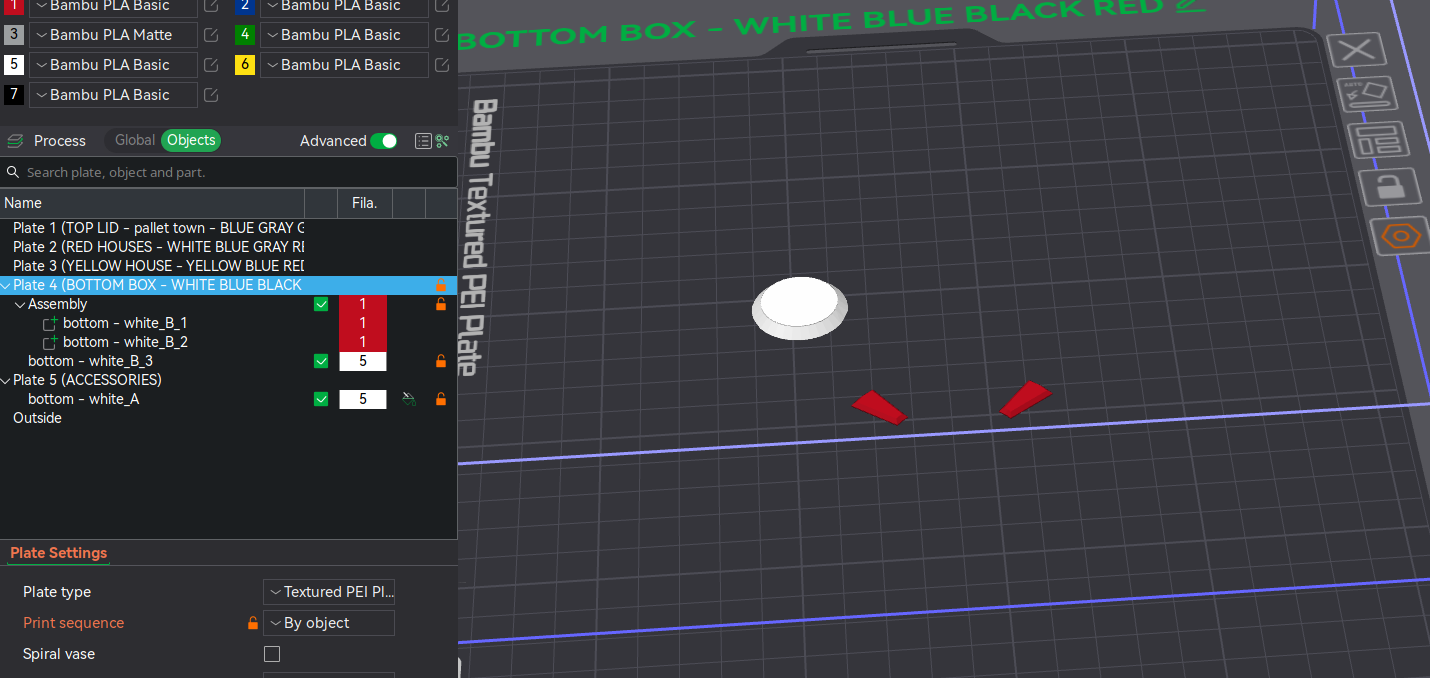 1 Bambu PLA Basic 2 Bambu PLA Basic
3 Bambu PLA Matte 4 Bambu PLA Basic
5 Bambu PLA Basic 6 Bambu PLA Basic
7 Bambu PLA Basic
Process Global Objects Advanced
Search plate, object and part.
Name Fila.
Plate 1 (TOP LID - pallet town - BLUE GRAY G
Plate 2 (RED HOUSES - WHITE BLUE GRAY RE
Plate 3 (YELLOW HOUSE - YELLOW BLUE RED
Plate 4 (BOTTOM BOX - WHITE BLUE BLACK
Assembly 1
bottom - white_B_1 1
bottom - white_B_2 1
bottom - white_B_3 5
Plate 5 (ACCESSORIES)
bottom - white_A 5
Outside
Plate Settings
Plate type Textured PEI Pl...
Print sequence By object
Spiral vase
BOTTOM BOX - WHITE BLUE BLACK RED
Bambu Textured PEI Plate
AUTO